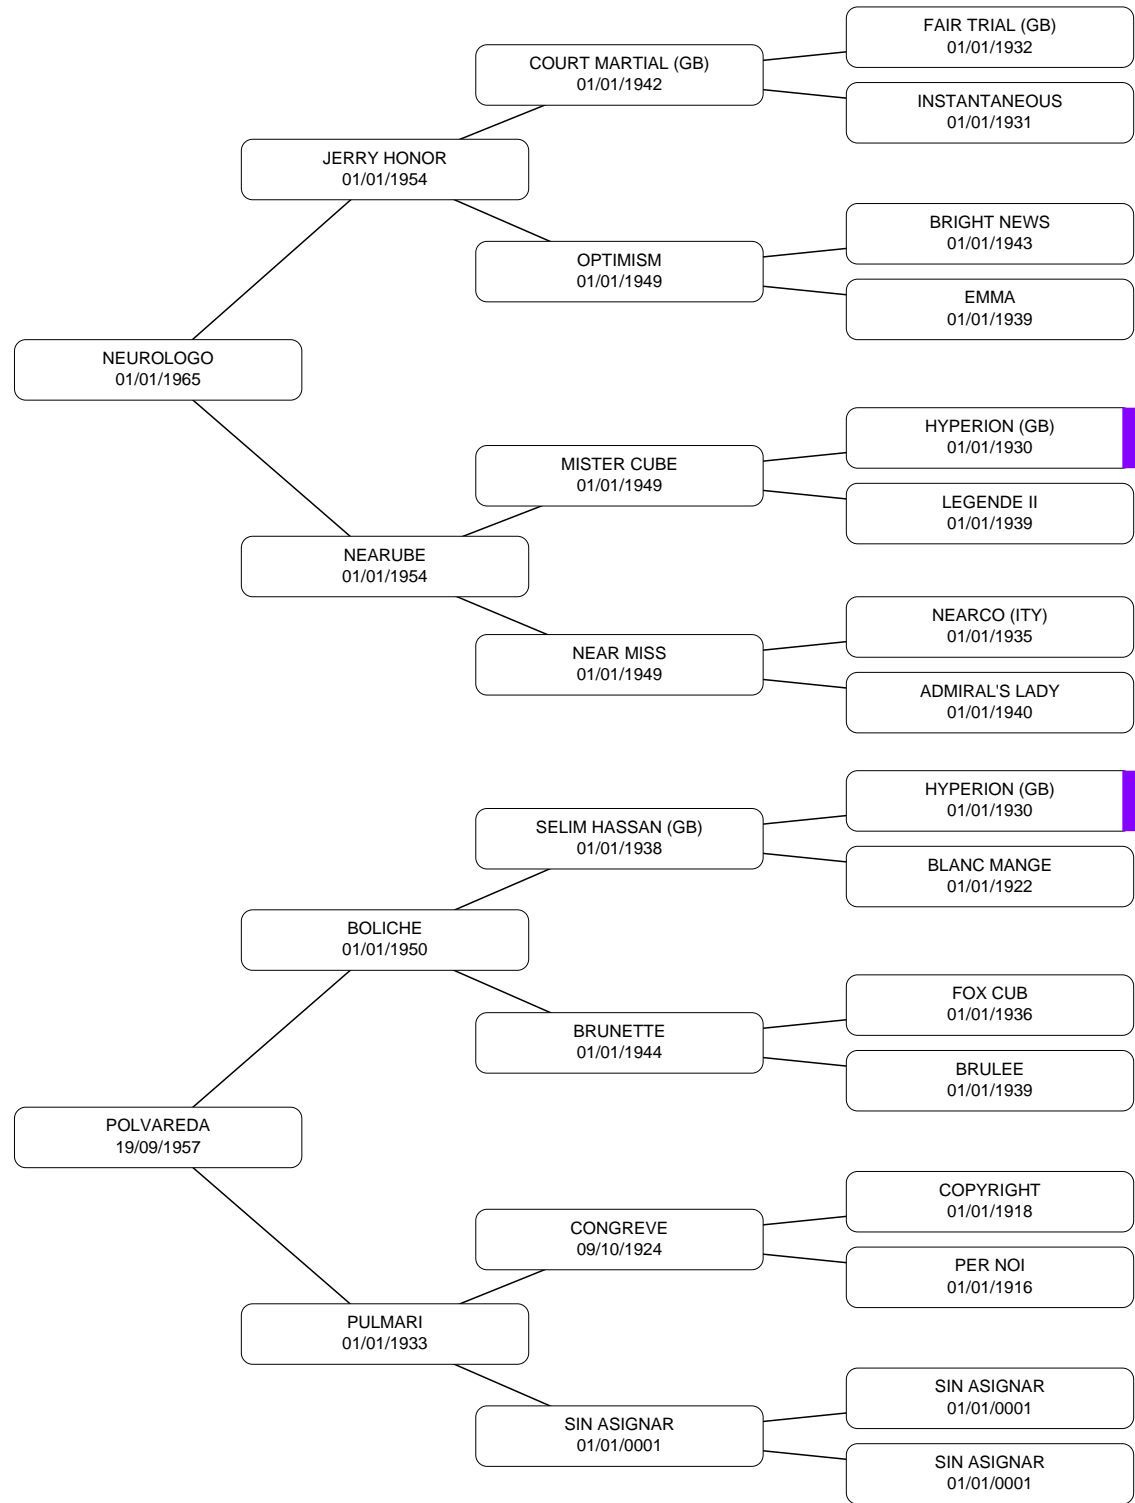 FAIR TRIAL (GB)
01/01/1932
COURT MARTIAL (GB)
01/01/1942
INSTANTANEOUS
01/01/1931
JERRY HONOR
01/01/1954
BRIGHT NEWS
01/01/1943
OPTIMISM
01/01/1949
EMMA
01/01/1939
NEUROLOGO
01/01/1965
HYPERION (GB)
01/01/1930
MISTER CUBE
01/01/1949
LEGENDE II
01/01/1939
NEARUBE
01/01/1954
NEARCO (ITY)
01/01/1935
NEAR MISS
01/01/1949
ADMIRAL'S LADY
01/01/1940
HYPERION (GB)
01/01/1930
SELIM HASSAN (GB)
01/01/1938
BLANC MANGE
01/01/1922
BOLICHE
01/01/1950
FOX CUB
01/01/1936
BRUNETTE
01/01/1944
BRULEE
01/01/1939
POLVAREDA
19/09/1957
COPYRIGHT
01/01/1918
CONGREVE
09/10/1924
PER NOI
01/01/1916
PULMARI
01/01/1933
SIN ASIGNAR
01/01/0001
SIN ASIGNAR
01/01/0001
SIN ASIGNAR
01/01/0001